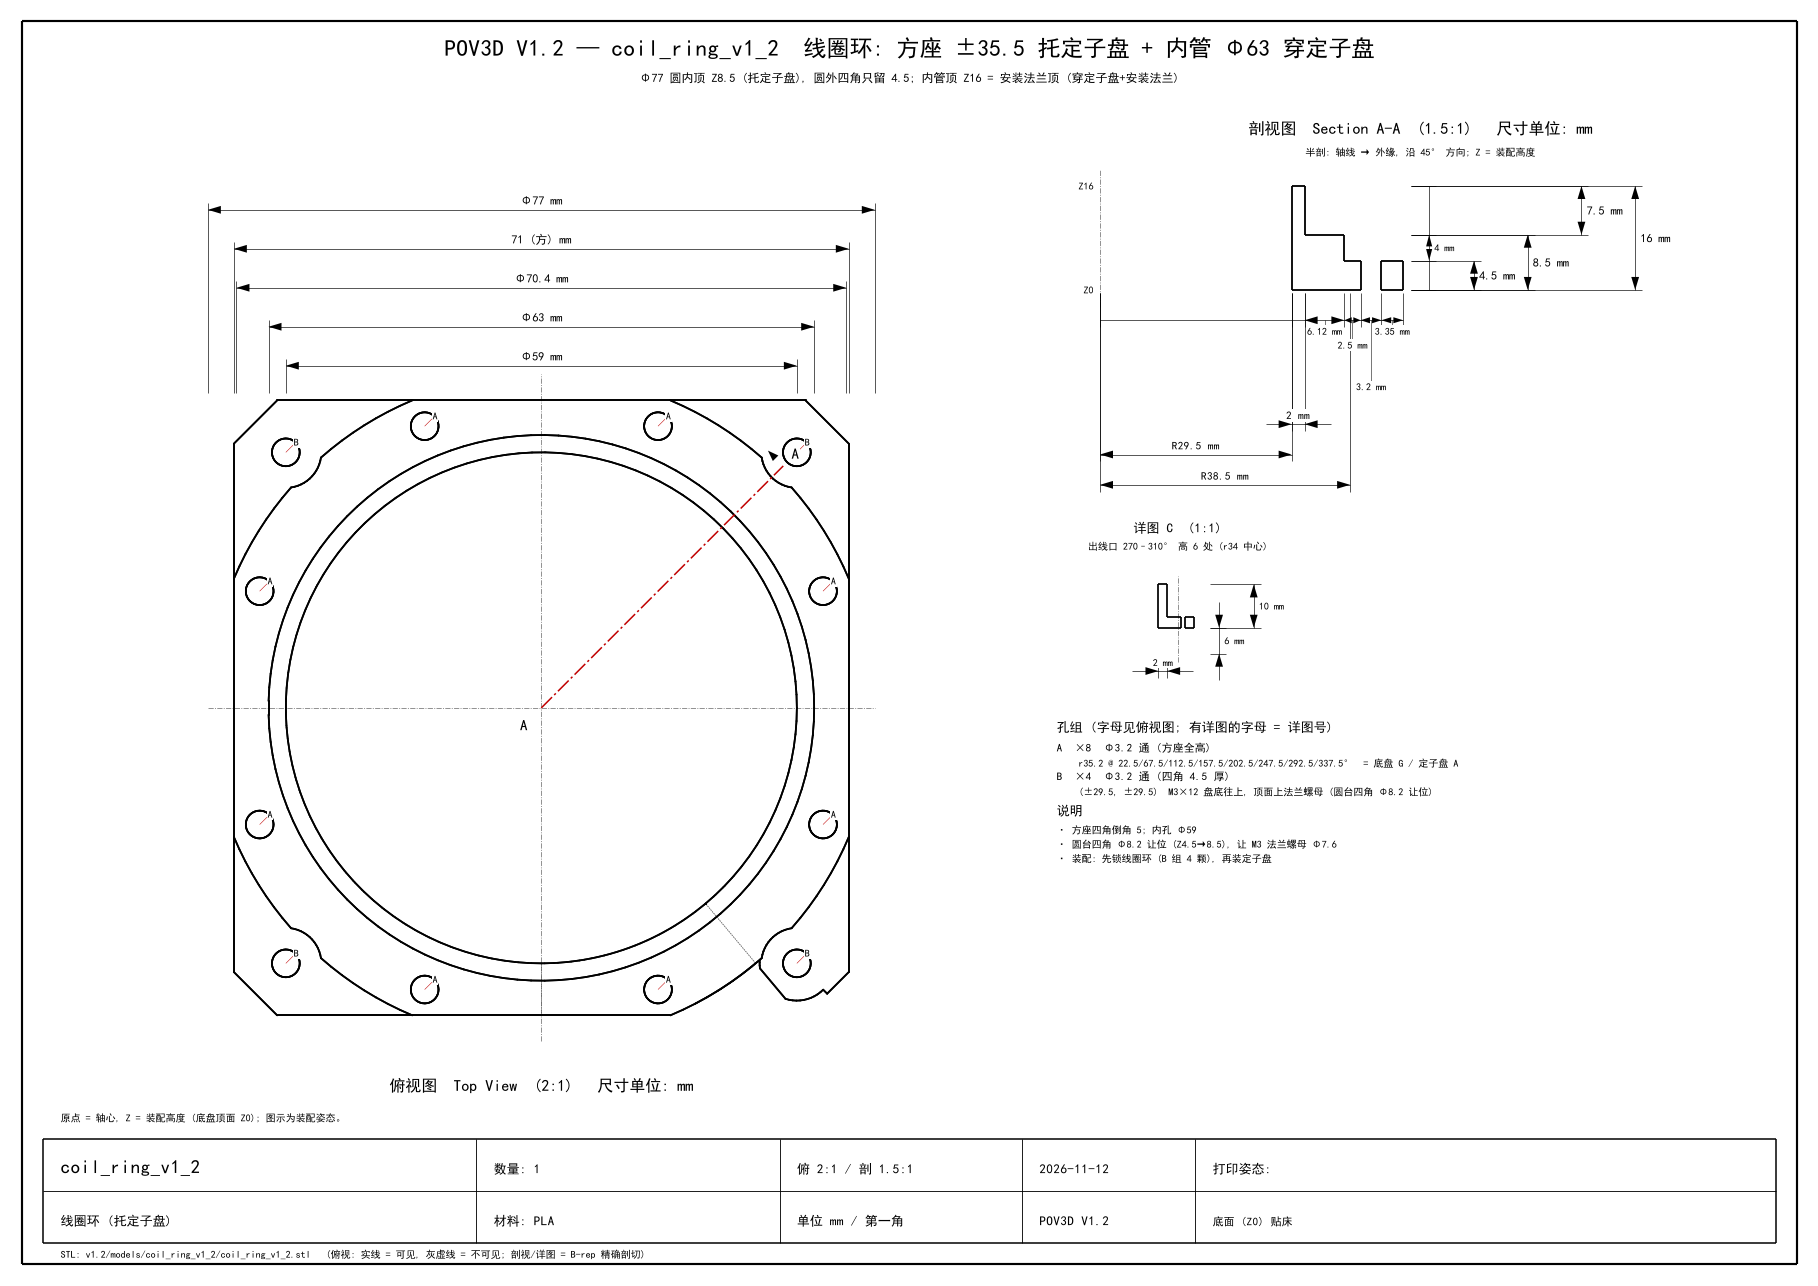 POV3D V1.2 — coil_ring_v1_2 线圈环: 方座 ±35.5 托定子盘 + 内管 Φ63 穿定子盘
Φ77 圆内顶 Z8.5 (托定子盘), 圆外四角只留 4.5; 内管顶 Z16 = 安装法兰顶 (穿定子盘+安装法兰)
剖视图 Section A-A (1.5:1) 尺寸单位: mm
半剖: 轴线 → 外缘, 沿 45° 方向; Z = 装配高度
Z16
Z0
7.5 mm
16 mm
4 mm
8.5 mm
4.5 mm
6.12 mm
3.35 mm
2.5 mm
3.2 mm
2 mm
R29.5 mm
R38.5 mm
Φ77 mm
71 (方) mm
Φ70.4 mm
Φ63 mm
Φ59 mm
A
A
B
B
A
A
A
A
A
A
B
B
A
A
俯视图 Top View (2:1) 尺寸单位: mm
详图 C (1:1)
出线口 270–310° 高 6 处 (r34 中心)
10 mm
6 mm
2 mm
孔组 (字母见俯视图; 有详图的字母 = 详图号)
A ×8 Φ3.2 通 (方座全高)
r35.2 @ 22.5/67.5/112.5/157.5/202.5/247.5/292.5/337.5° = 底盘 G / 定子盘 A
B ×4 Φ3.2 通 (四角 4.5 厚)
(±29.5, ±29.5) M3×12 盘底往上, 顶面上法兰螺母 (圆台四角 Φ8.2 让位)
说明
· 方座四角倒角 5; 内孔 Φ59
· 圆台四角 Φ8.2 让位 (Z4.5→8.5), 让 M3 法兰螺母 Φ7.6
· 装配: 先锁线圈环 (B 组 4 颗), 再装定子盘
原点 = 轴心, Z = 装配高度 (底盘顶面 Z0); 图示为装配姿态。
coil_ring_v1_2
数量: 1
俯 2:1 / 剖 1.5:1
2026-11-12
打印姿态:
线圈环 (托定子盘)
材料: PLA
单位 mm / 第一角
POV3D V1.2
底面 (Z0) 贴床
STL: v1.2/models/coil_ring_v1_2/coil_ring_v1_2.stl (俯视: 实线 = 可见, 灰虚线 = 不可见; 剖视/详图 = B-rep 精确剖切)